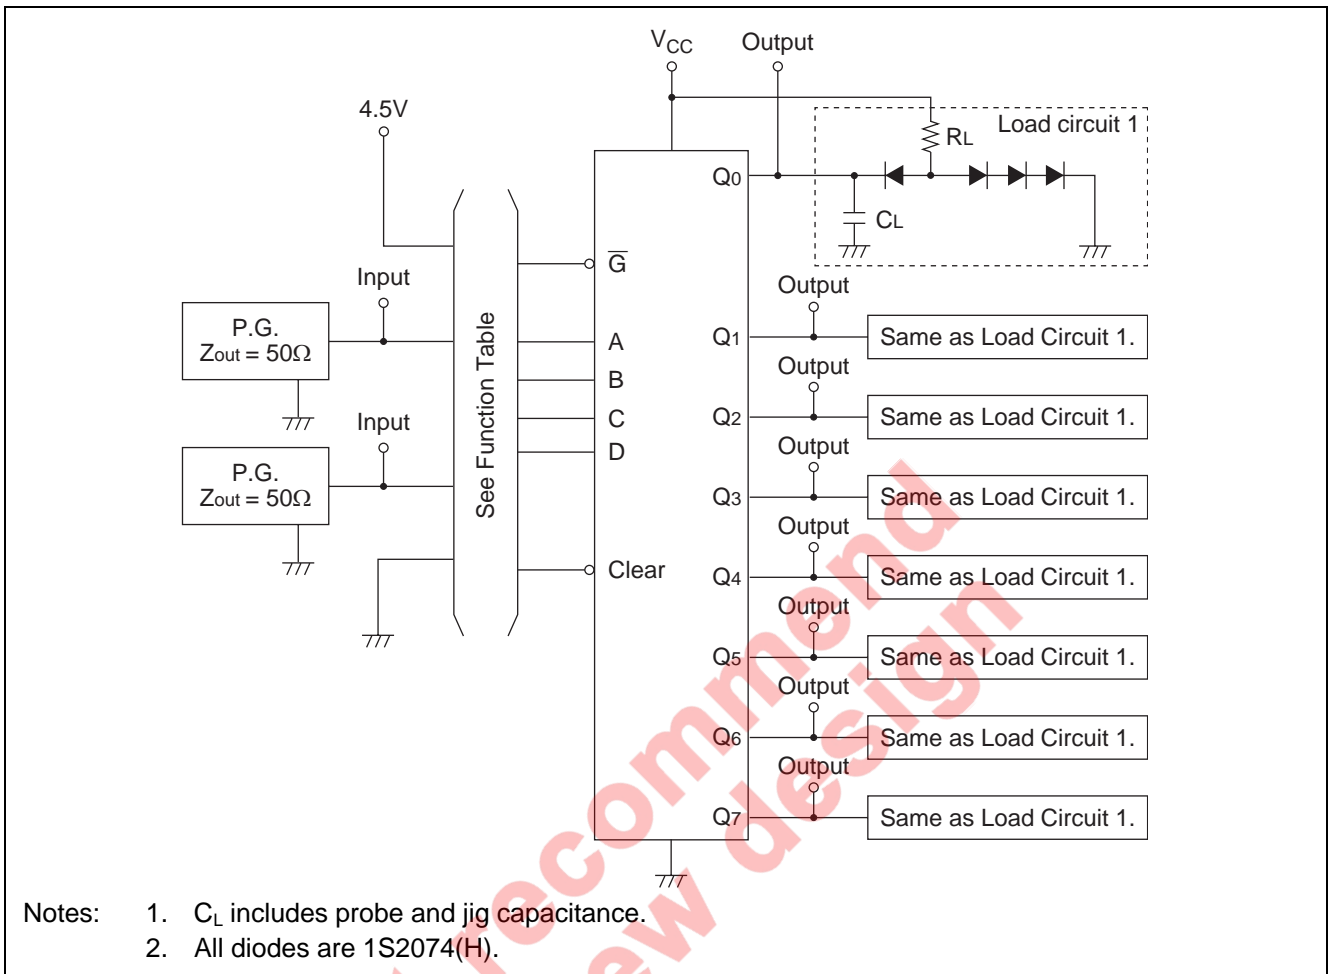 VCC
Output
4.5V
Load circuit 1
RL
Q0
CL
G
Input
P.G.
Zout = 50Ω
A
B
C
D
See Function Table
Input
P.G.
Zout = 50Ω
Clear
Output
Q1
Same as Load Circuit 1.
Output
Q2
Same as Load Circuit 1.
Output
Q3
Same as Load Circuit 1.
Output
Q4
Same as Load Circuit 1.
Output
Q5
Same as Load Circuit 1.
Output
Q6
Same as Load Circuit 1.
Output
Q7
Same as Load Circuit 1.
recommend
design
Notes: 1. CL includes probe and jig capacitance.
2. All diodes are 1S2074(H).